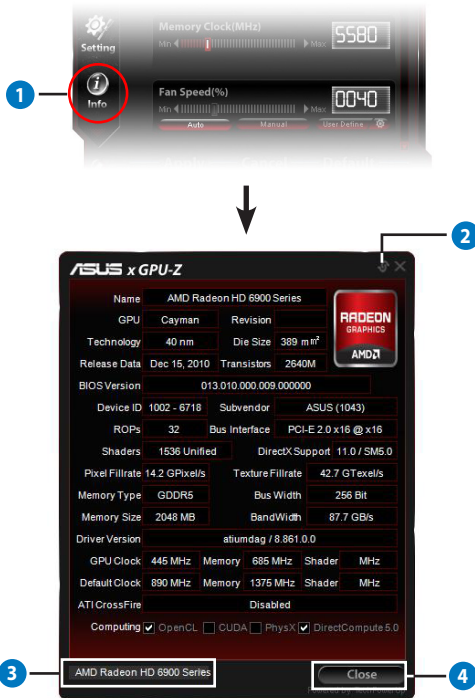 Setting
Memory Clock(MHz)
Min Max 5580
1
Info
Fan Speed(%)
Min Max 0040
Auto Manual User Define
2
ASUS x GPU-Z
Name AMD Radeon HD 6900 Series
GPU Cayman Revision
RADEON GRAPHICS
AMD
Technology 40 nm Die Size 389 mm²
Release Data Dec 15, 2010 Transistors 2640M
BIOS Version 013.010.000.009.000000
Device ID 1002 - 6718 Subvendor ASUS (1043)
ROPs 32 Bus Interface PCI-E 2.0 x16 @ x16
Shaders 1536 Unified DirectX Support 11.0 / SM5.0
Pixel Fillrate 14.2 GPixel/s Texture Fillrate 42.7 GTexel/s
Memory Type GDDR5 Bus Width 256 Bit
Memory Size 2048 MB BandWidth 87.7 GB/s
Driver Version atiumdag / 8.861.0.0
GPU Clock 445 MHz Memory 685 MHz Shader MHz
Default Clock 890 MHz Memory 1375 MHz Shader MHz
ATI CrossFire Disabled
Computing OpenCL CUDA PhysX DirectCompute 5.0
3 AMD Radeon HD 6900 Series
Close 4